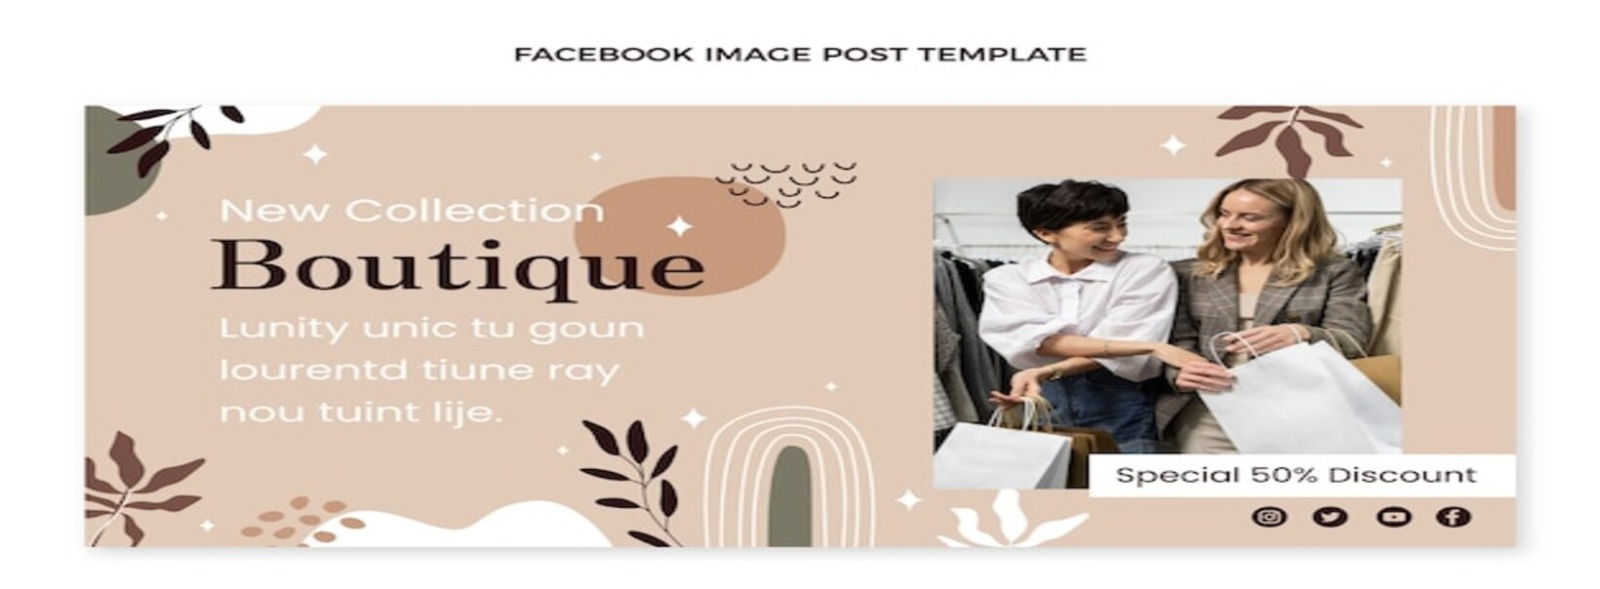 FACEBOOK IMAGE POST TEMPLATE
New Collection
Boutique
Lunity unic tu goun
lourentd tiune ray
nou tuint lije.
Special 50% Discount